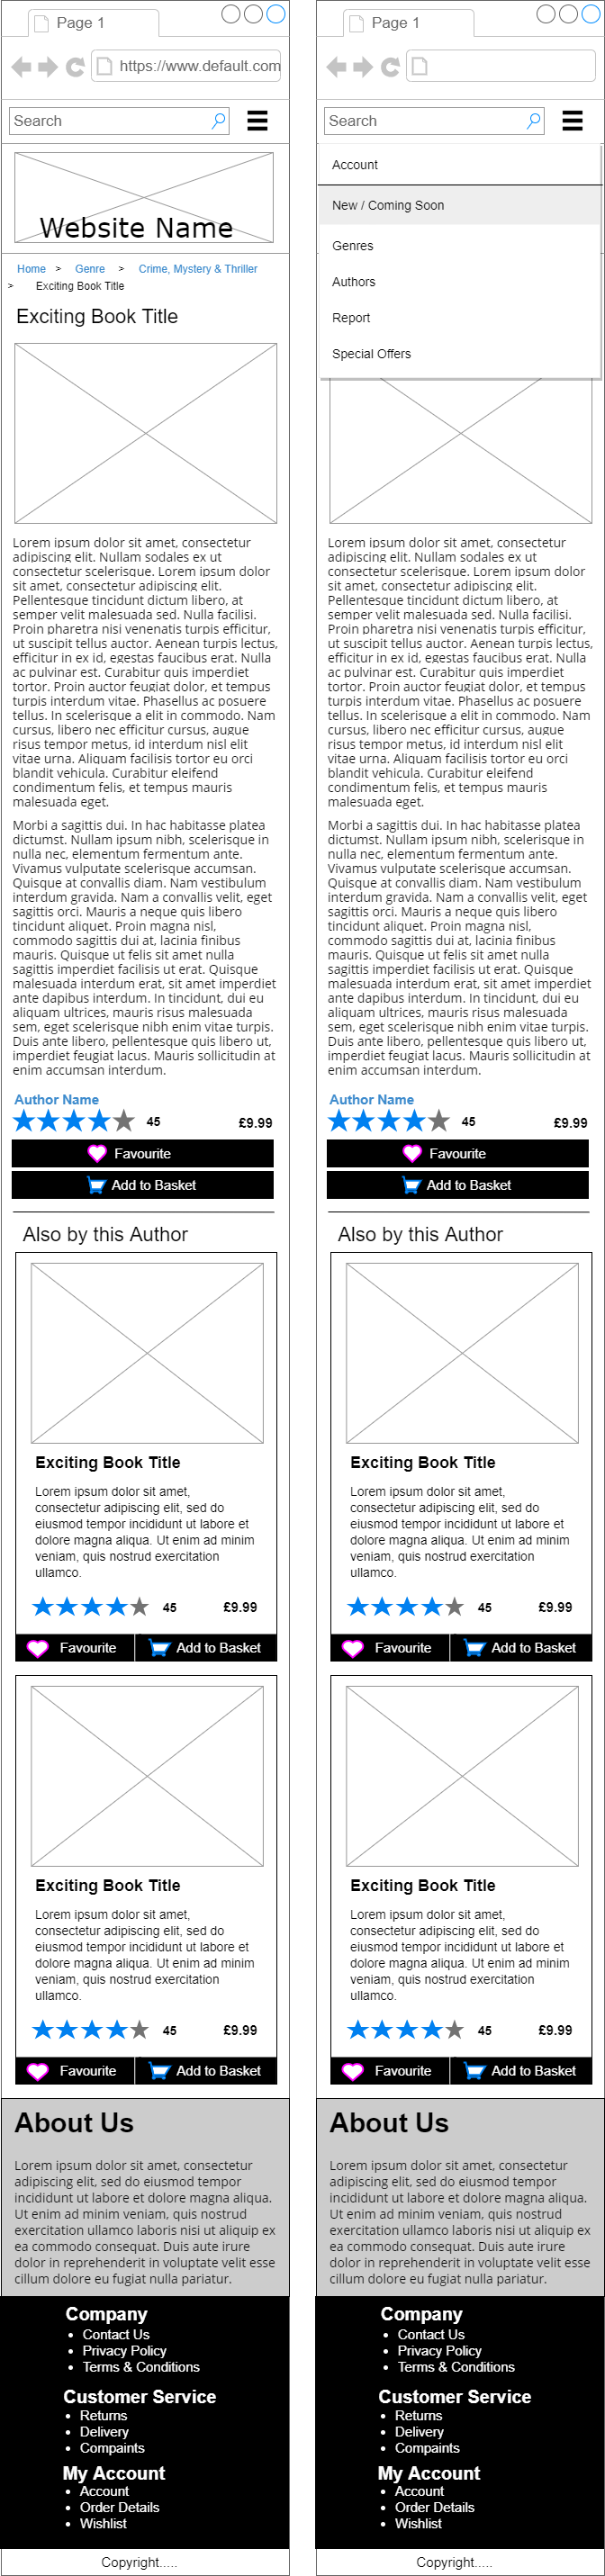 Page 1
https://www.default.com
Search
Website Name
Home > Genre > Crime, Mystery & Thriller
> Exciting Book Title
Exciting Book Title
Lorem ipsum dolor sit amet, consectetur
adipiscing elit. Nullam sodales ex ut
consectetur scelerisque. Lorem ipsum dolor
sit amet, consectetur adipiscing elit.
Pellentesque tincidunt dictum libero, at
semper velit malesuada sed. Nulla facilisi.
Proin pharetra nisi venenatis turpis efficitur,
ut suscipit tellus auctor. Aenean turpis lectus,
efficitur in ex id, egestas faucibus erat. Nulla
ac pulvinar est. Curabitur quis imperdiet
tortor. Proin auctor feugiat dolor, et tempus
turpis interdum vitae. Phasellus ac posuere
tellus. In scelerisque a elit in commodo. Nam
cursus, libero nec efficitur cursus, augue
risus tempor metus, id interdum nisl elit
vitae urna. Aliquam facilisis tortor eu orci
blandit vehicula. Curabitur eleifend
condimentum felis, et tempus mauris
malesuada eget.
Morbi a sagittis dui. In hac habitasse platea
dictumst. Nullam ipsum nibh, scelerisque in
nulla nec, elementum fermentum ante.
Vivamus vulputate scelerisque accumsan.
Quisque at convallis diam. Nam vestibulum
interdum gravida. Nam a convallis velit, eget
sagittis orci. Mauris a neque quis libero
tincidunt aliquet. Proin magna nisl,
commodo sagittis dui at, lacinia finibus
mauris. Quisque ut felis sit amet nulla
sagittis imperdiet facilisis ut erat. Quisque
malesuada interdum erat, sit amet imperdiet
ante dapibus interdum. In tincidunt, dui eu
aliquam ultrices, mauris risus malesuada
sem, eget scelerisque nibh enim vitae turpis.
Duis ante libero, pellentesque quis libero ut,
imperdiet feugiat lacus. Mauris sollicitudin at
enim accumsan interdum.
Author Name
45 £9.99
Favourite
Add to Basket
Also by this Author
Exciting Book Title
Lorem ipsum dolor sit amet,
consectetur adipiscing elit, sed do
eiusmod tempor incididunt ut labore et
dolore magna aliqua. Ut enim ad minim
veniam, quis nostrud exercitation
ullamco.
45 £9.99
Favourite Add to Basket
Exciting Book Title
Lorem ipsum dolor sit amet,
consectetur adipiscing elit, sed do
eiusmod tempor incididunt ut labore et
dolore magna aliqua. Ut enim ad minim
veniam, quis nostrud exercitation
ullamco.
45 £9.99
Favourite Add to Basket
About Us
Lorem ipsum dolor sit amet, consectetur
adipiscing elit, sed do eiusmod tempor
incididunt ut labore et dolore magna aliqua.
Ut enim ad minim veniam, quis nostrud
exercitation ullamco laboris nisi ut aliquip ex
ea commodo consequat. Duis aute irure
dolor in reprehenderit in voluptate velit esse
cillum dolore eu fugiat nulla pariatur.
Company
• Contact Us
• Privacy Policy
• Terms & Conditions
Customer Service
• Returns
• Delivery
• Compaints
My Account
• Account
• Order Details
• Wishlist
Copyright.....
Page 1
Search
Account
New / Coming Soon
Genres
Authors
Report
Special Offers
Lorem ipsum dolor sit amet, consectetur
adipiscing elit. Nullam sodales ex ut
consectetur scelerisque. Lorem ipsum dolor
sit amet, consectetur adipiscing elit.
Pellentesque tincidunt dictum libero, at
semper velit malesuada sed. Nulla facilisi.
Proin pharetra nisi venenatis turpis efficitur,
ut suscipit tellus auctor. Aenean turpis lectus,
efficitur in ex id, egestas faucibus erat. Nulla
ac pulvinar est. Curabitur quis imperdiet
tortor. Proin auctor feugiat dolor, et tempus
turpis interdum vitae. Phasellus ac posuere
tellus. In scelerisque a elit in commodo. Nam
cursus, libero nec efficitur cursus, augue
risus tempor metus, id interdum nisl elit
vitae urna. Aliquam facilisis tortor eu orci
blandit vehicula. Curabitur eleifend
condimentum felis, et tempus mauris
malesuada eget.
Morbi a sagittis dui. In hac habitasse platea
dictumst. Nullam ipsum nibh, scelerisque in
nulla nec, elementum fermentum ante.
Vivamus vulputate scelerisque accumsan.
Quisque at convallis diam. Nam vestibulum
interdum gravida. Nam a convallis velit, eget
sagittis orci. Mauris a neque quis libero
tincidunt aliquet. Proin magna nisl,
commodo sagittis dui at, lacinia finibus
mauris. Quisque ut felis sit amet nulla
sagittis imperdiet facilisis ut erat. Quisque
malesuada interdum erat, sit amet imperdiet
ante dapibus interdum. In tincidunt, dui eu
aliquam ultrices, mauris risus malesuada
sem, eget scelerisque nibh enim vitae turpis.
Duis ante libero, pellentesque quis libero ut,
imperdiet feugiat lacus. Mauris sollicitudin at
enim accumsan interdum.
Author Name
45 £9.99
Favourite
Add to Basket
Also by this Author
Exciting Book Title
Lorem ipsum dolor sit amet,
consectetur adipiscing elit, sed do
eiusmod tempor incididunt ut labore et
dolore magna aliqua. Ut enim ad minim
veniam, quis nostrud exercitation
ullamco.
45 £9.99
Favourite Add to Basket
Exciting Book Title
Lorem ipsum dolor sit amet,
consectetur adipiscing elit, sed do
eiusmod tempor incididunt ut labore et
dolore magna aliqua. Ut enim ad minim
veniam, quis nostrud exercitation
ullamco.
45 £9.99
Favourite Add to Basket
About Us
Lorem ipsum dolor sit amet, consectetur
adipiscing elit, sed do eiusmod tempor
incididunt ut labore et dolore magna aliqua.
Ut enim ad minim veniam, quis nostrud
exercitation ullamco laboris nisi ut aliquip ex
ea commodo consequat. Duis aute irure
dolor in reprehenderit in voluptate velit esse
cillum dolore eu fugiat nulla pariatur.
Company
• Contact Us
• Privacy Policy
• Terms & Conditions
Customer Service
• Returns
• Delivery
• Compaints
My Account
• Account
• Order Details
• Wishlist
Copyright.....